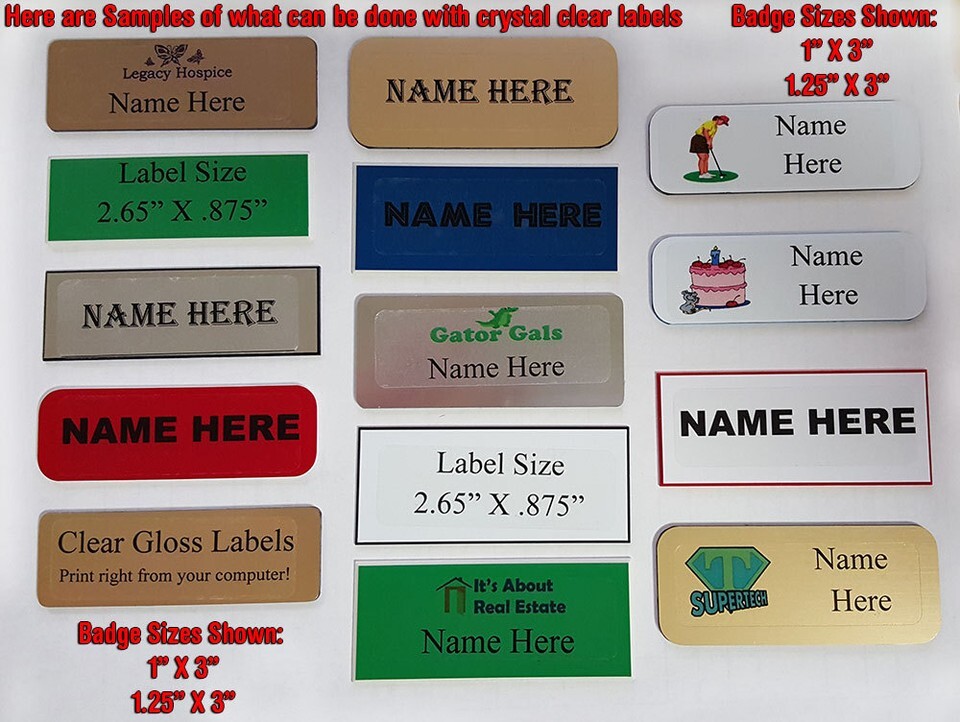 Here are Samples of what can be done with crystal clear labels
Badge Sizes Shown:
1” X 3”
1.25” X 3”
Legacy Hospice
Name Here
Label Size
2.65” X .875”
NAME HERE
NAME HERE
Clear Gloss Labels
Print right from your computer!
NAME HERE
NAME HERE
Gator Gals
Name Here
Label Size
2.65” X .875”
It's About
Real Estate
Name Here
Name
Here
Name
Here
NAME HERE
T
SUPERTECH
Name
Here
Badge Sizes Shown:
1” X 3”
1.25” X 3”